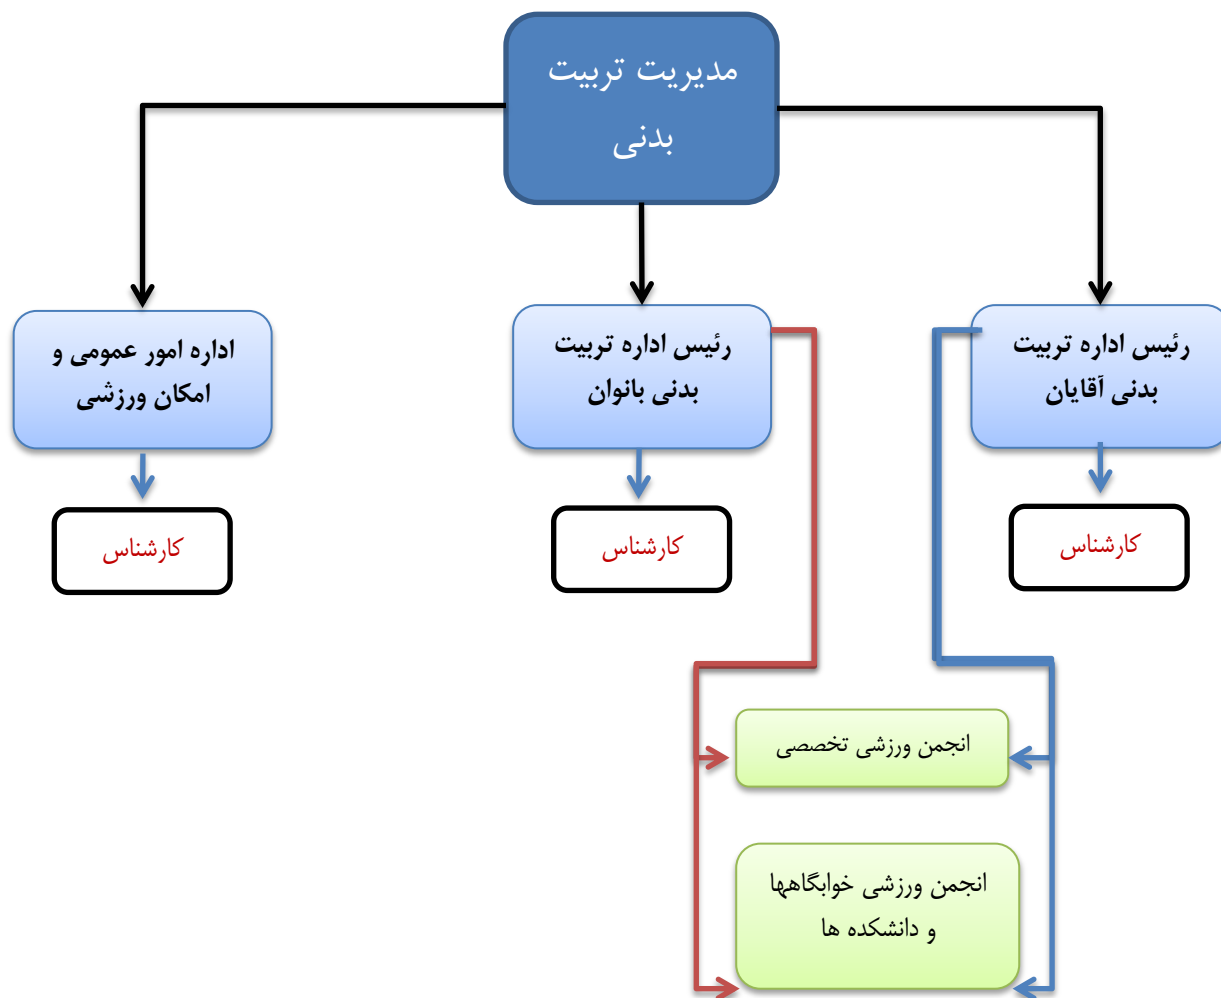 مدیریت تربیت
بدنی
رئیس اداره تربیت
بدنی آقایان
رئیس اداره تربیت
بدنی بانوان
اداره امور عمومی و
امکان ورزشی
کارشناس
کارشناس
کارشناس
انجمن ورزشی تخصصی
انجمن ورزشی خوابگاهها
و دانشکده ها